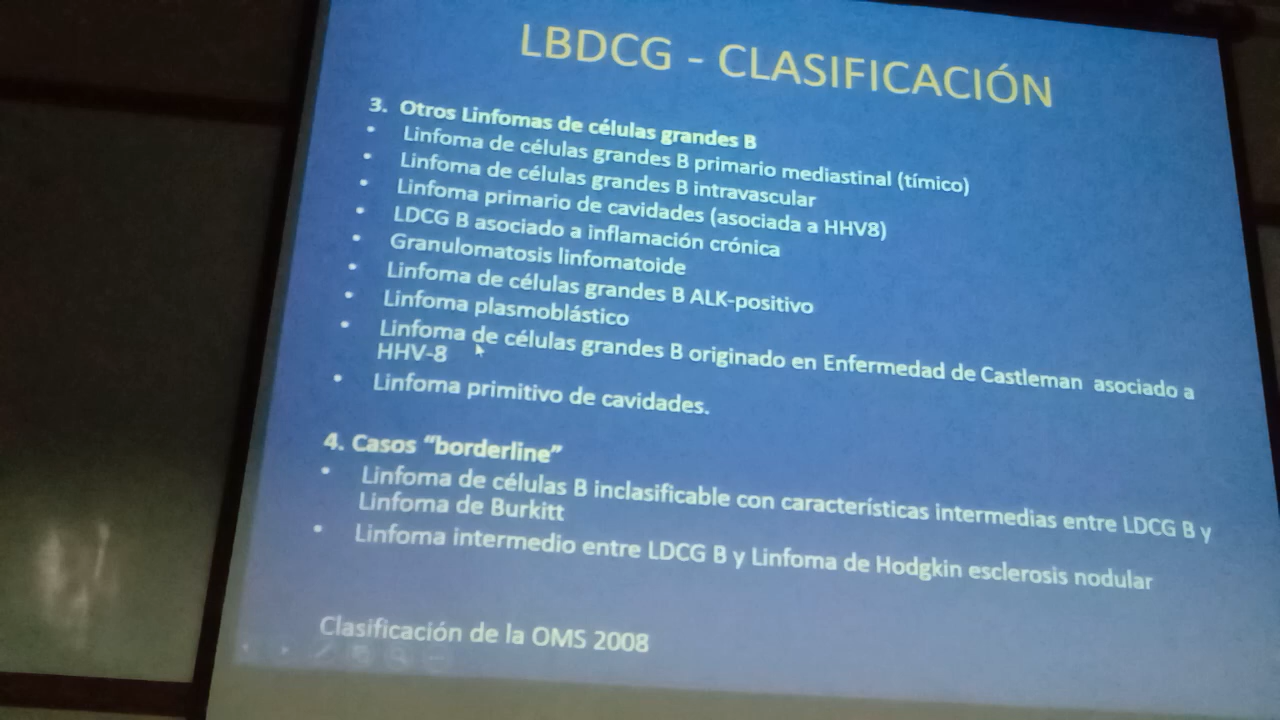 LBDCG - CLASIFICACIÓN
3. Otros Linfomas de células grandes B
• Linfoma de células grandes B primario mediastinal (tímico)
• Linfoma de células grandes B intravascular
• Linfoma primario de cavidades (asociada a HHV8)
• LDCG B asociado a inflamación crónica
• Granulomatosis linfomatoide
• Linfoma de células grandes B ALK-positivo
• Linfoma plasmoblástico
• Linfoma de células grandes B originado en Enfermedad de Castleman asociado a
HHV-8
• Linfoma primitivo de cavidades.
4. Casos “borderline”
• Linfoma de células B inclasificable con características intermedias entre LDCG B y
Linfoma de Burkitt
• Linfoma intermedio entre LDCG B y Linfoma de Hodgkin esclerosis nodular
Clasificación de la OMS 2008